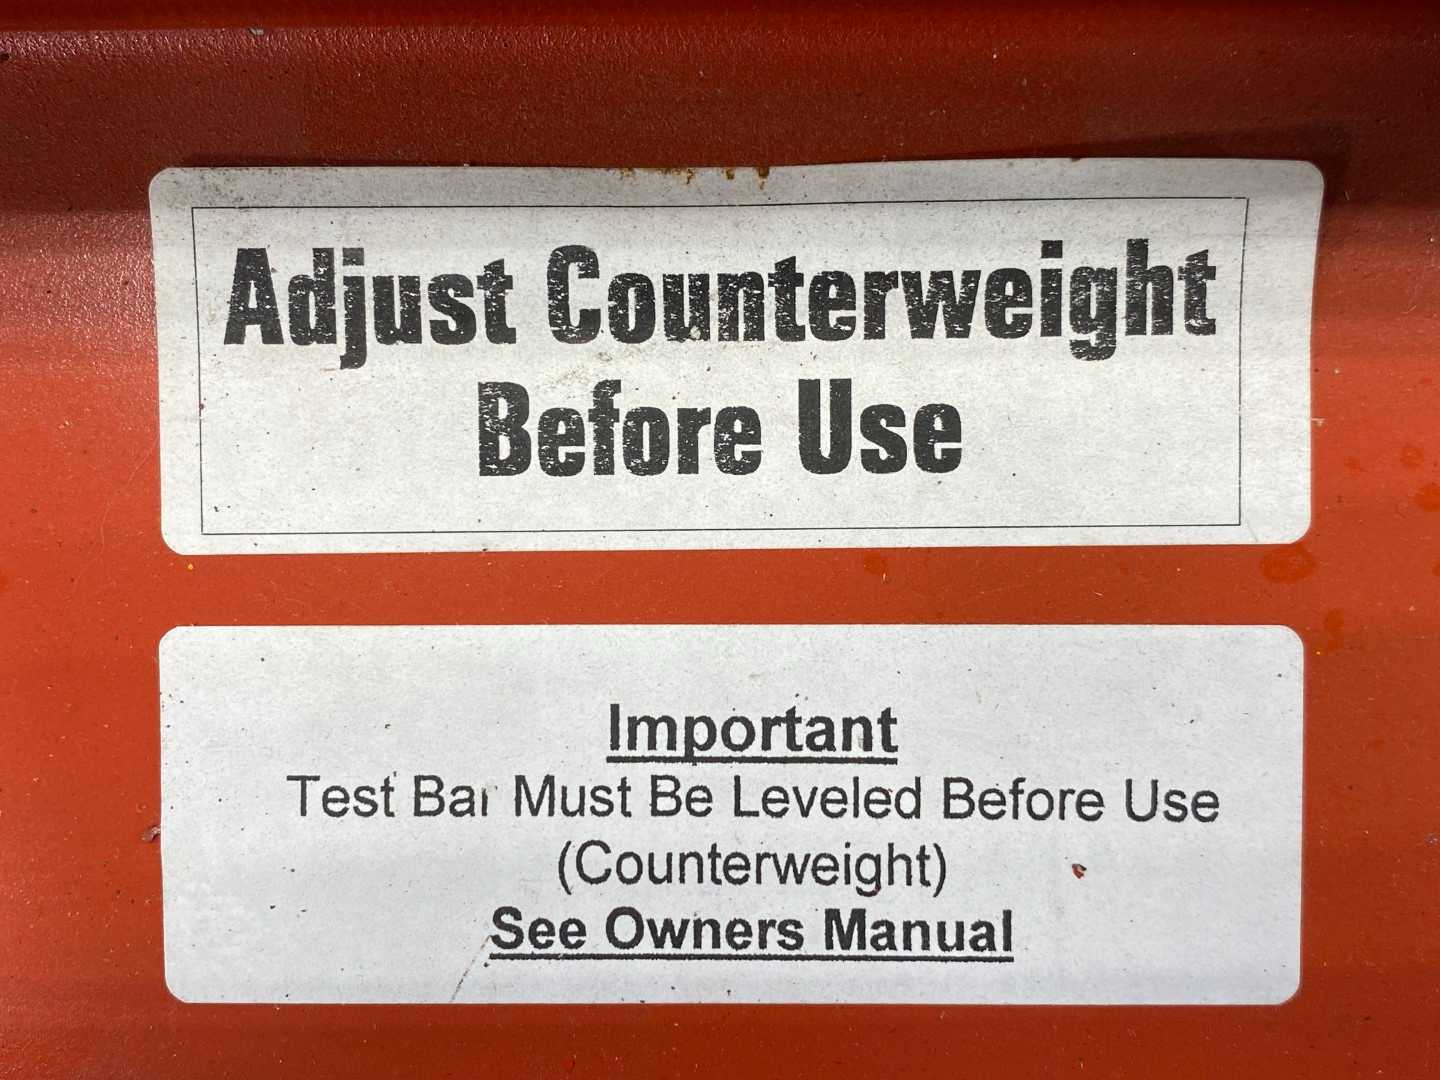 Adjust Counterweight
Before Use
Important
Test Bar Must Be Leveled Before Use
(Counterweight)
See Owners Manual